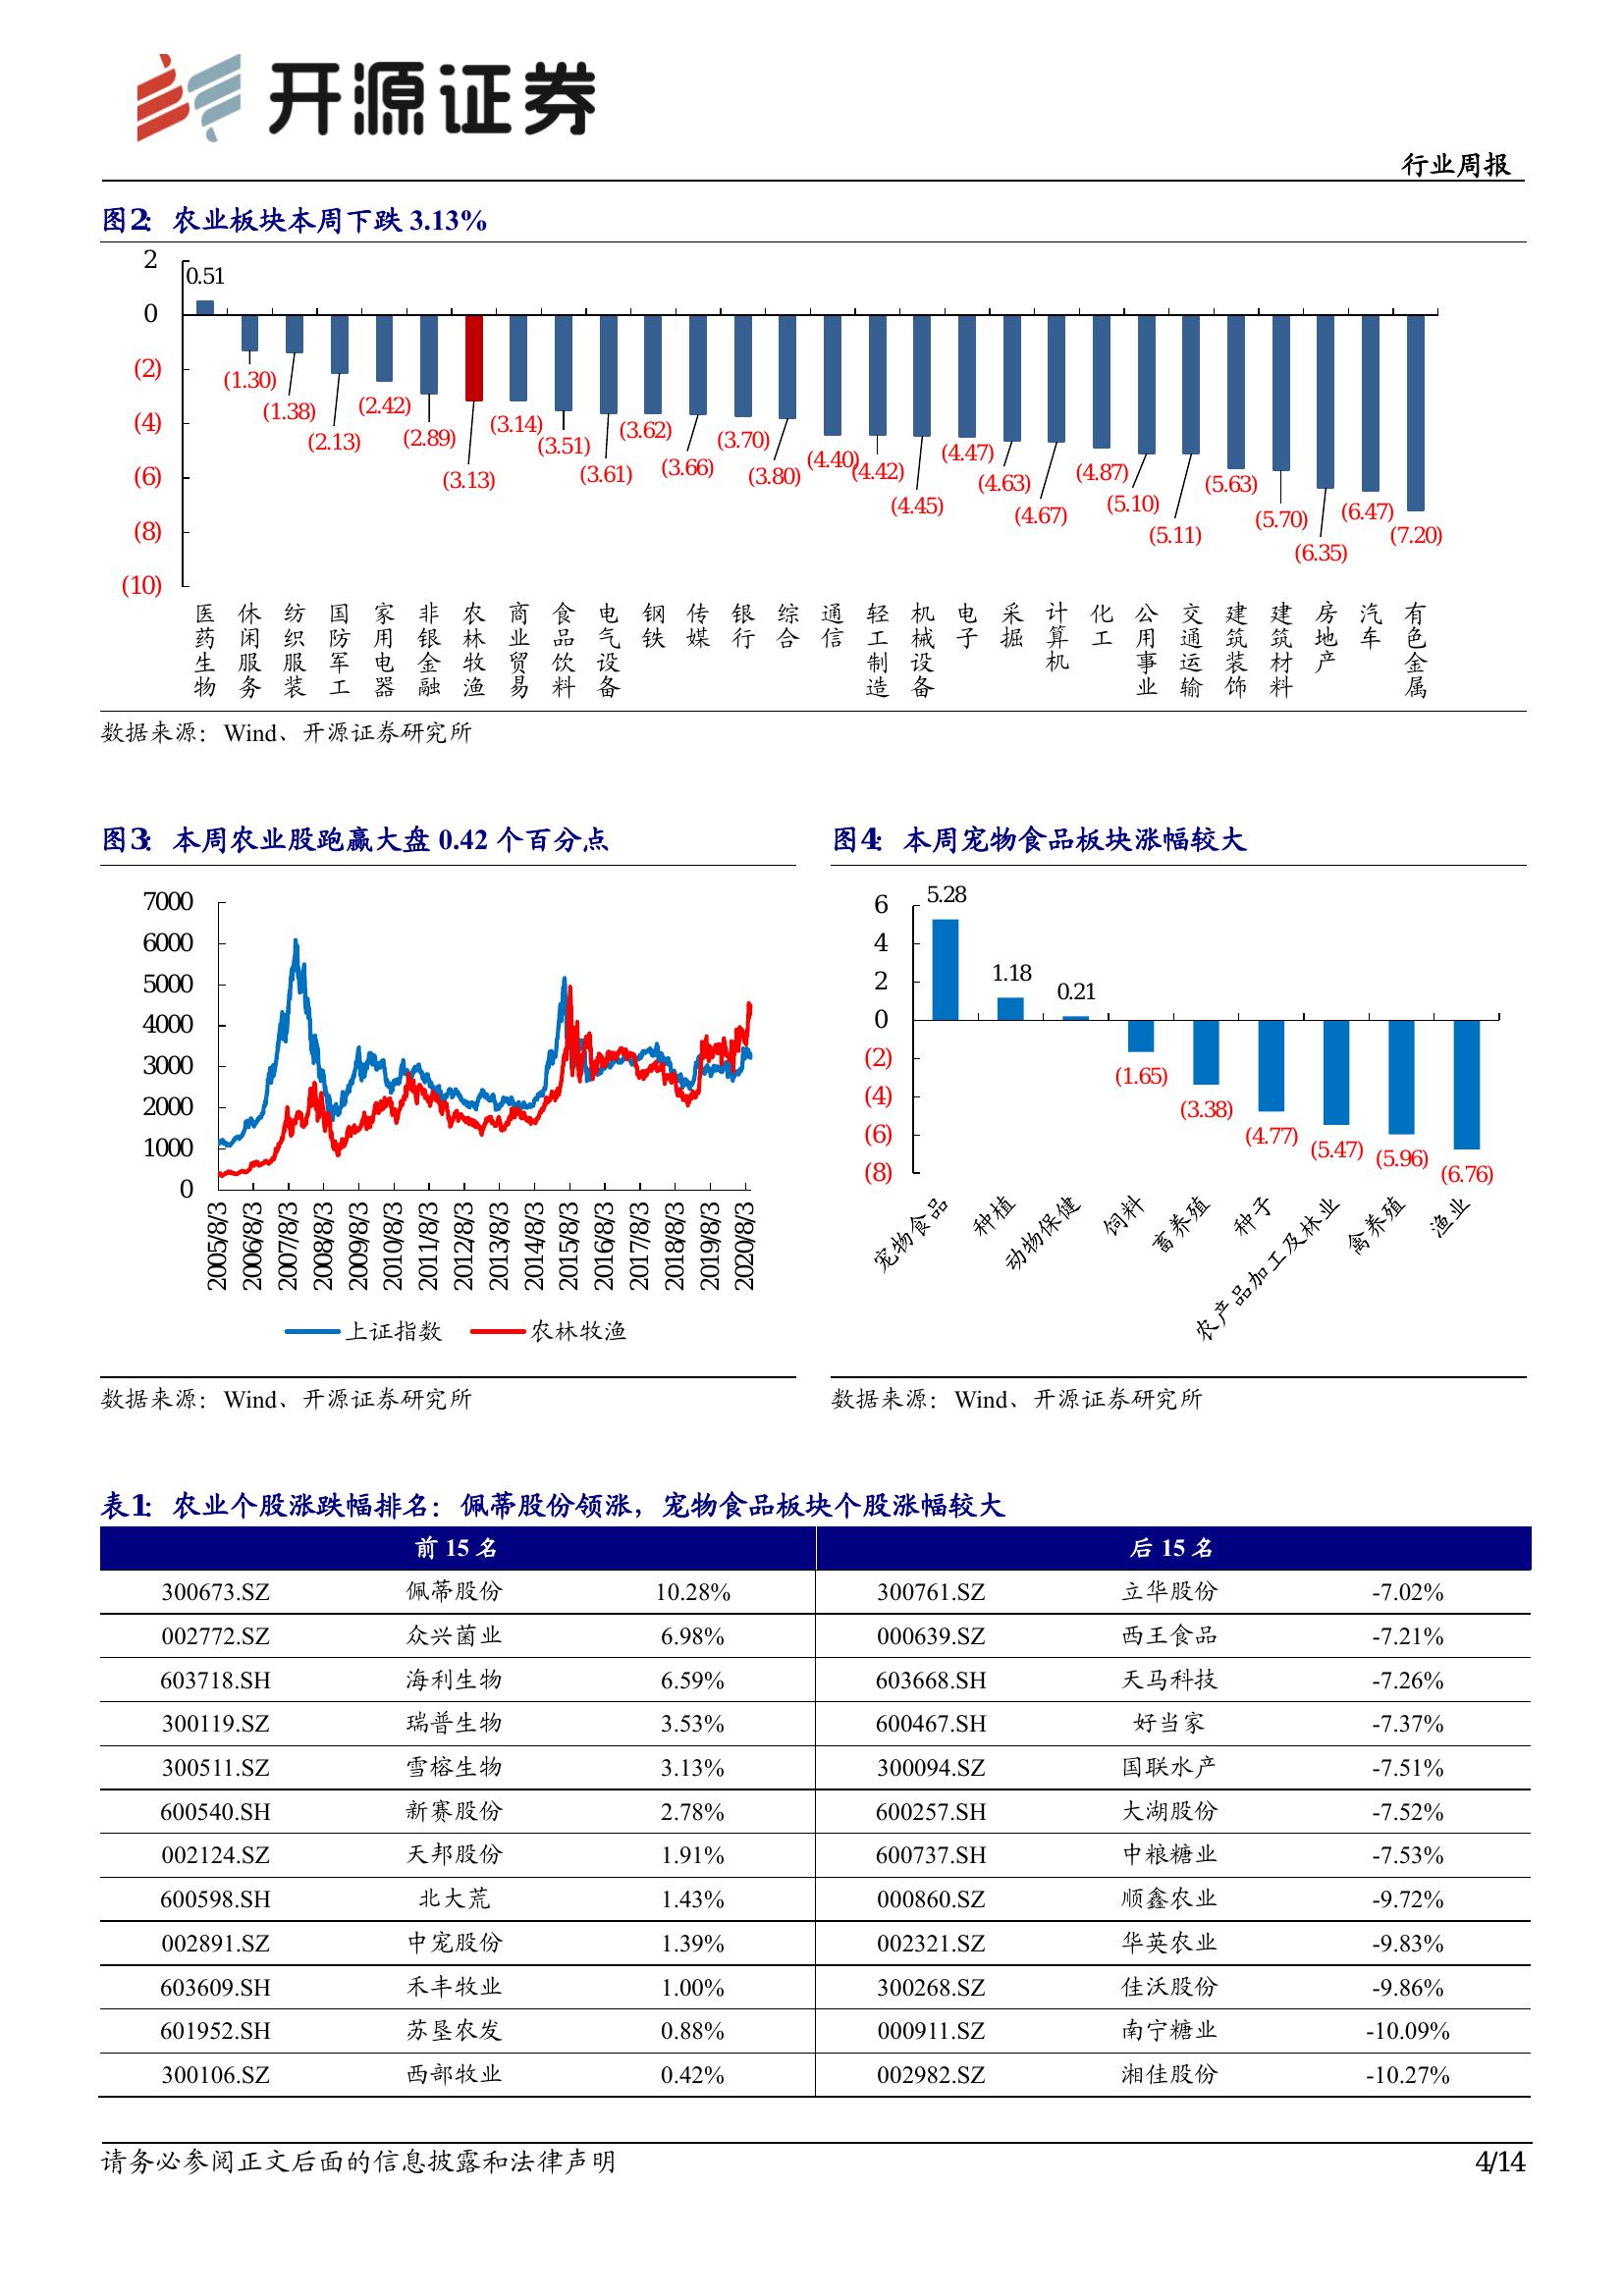 开源证券
行业周报
图2：农业板块本周下跌 3.13%
2
0
(2)
(4)
(6)
(8)
(10)
0.51
(1.30)
(1.38)
(2.13)
(2.42)
(2.89)
(3.13)
(3.14)
(3.51)
(3.61)
(3.62)
(3.66)
(3.70)
(3.80)
(4.40)
(4.42)
(4.45)
(4.47)
(4.63)
(4.67)
(4.87)
(5.10)
(5.11)
(5.63)
(5.70)
(6.35)
(6.47)
(7.20)
医药生物
休闲服务
纺织服装
国防军工
家用电器
非银金融
农林牧渔
商业贸易
食品饮料
电气设备
钢铁
传媒
银行
综合
通信
轻工制造
机械设备
电子
采掘
计算机
化工
公用事业
交通运输
建筑装饰
建筑材料
房地产
汽车
有色金属
数据来源：Wind、开源证券研究所
图3：本周农业股跑赢大盘 0.42 个百分点
7000
6000
5000
4000
3000
2000
1000
0
2005/8/3
2006/8/3
2007/8/3
2008/8/3
2009/8/3
2010/8/3
2011/8/3
2012/8/3
2013/8/3
2014/8/3
2015/8/3
2016/8/3
2017/8/3
2018/8/3
2019/8/3
2020/8/3
上证指数 农林牧渔
数据来源：Wind、开源证券研究所
图4：本周宠物食品板块涨幅较大
6
4
2
0
(2)
(4)
(6)
(8)
5.28
1.18
0.21
(1.65)
(3.38)
(4.77)
(5.47)
(5.96)
(6.76)
宠物食品
种植
动物保健
饲料
畜养殖
种子
农产品加工及林业
禽养殖
渔业
数据来源：Wind、开源证券研究所
表1：农业个股涨跌幅排名：佩蒂股份领涨，宠物食品板块个股涨幅较大
前 15 名 后 15 名
300673.SZ 佩蒂股份 10.28% 300761.SZ 立华股份 -7.02%
002772.SZ 众兴菌业 6.98% 000639.SZ 西王食品 -7.21%
603718.SH 海利生物 6.59% 603668.SH 天马科技 -7.26%
300119.SZ 瑞普生物 3.53% 600467.SH 好当家 -7.37%
300511.SZ 雪榕生物 3.13% 300094.SZ 国联水产 -7.51%
600540.SH 新赛股份 2.78% 600257.SH 大湖股份 -7.52%
002124.SZ 天邦股份 1.91% 600737.SH 中粮糖业 -7.53%
600598.SH 北大荒 1.43% 000860.SZ 顺鑫农业 -9.72%
002891.SZ 中宠股份 1.39% 002321.SZ 华英农业 -9.83%
603609.SH 禾丰牧业 1.00% 300268.SZ 佳沃股份 -9.86%
601952.SH 苏垦农发 0.88% 000911.SZ 南宁糖业 -10.09%
300106.SZ 西部牧业 0.42% 002982.SZ 湘佳股份 -10.27%
请务必参阅正文后面的信息披露和法律声明
4/14